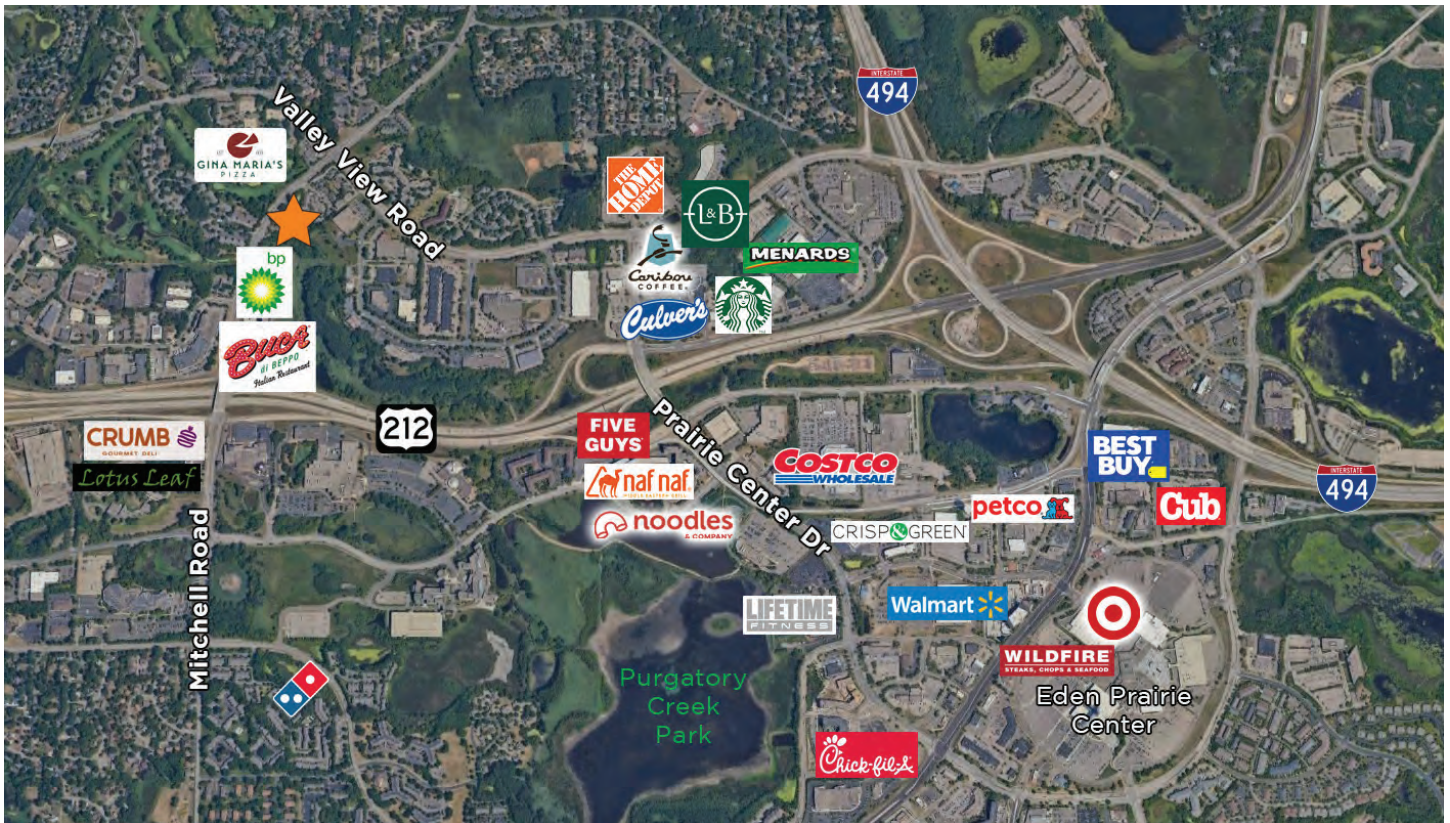 INTERSTATE
494
Valley View Road
GINA MARIA'S
PIZZA
THE
HOME
DEPOT
L&B
bp
Caribou
COFFEE
MENARDS
Culver's
BUCA
di BEPPO
Italian Restaurant
212
CRUMB
GOURMET DELI
Lotus Leaf
FIVE
GUYS
naf naf
MIDDLE EASTERN GRILL
noodles
& COMPANY
Prairie Center Dr
COSTCO
WHOLESALE
BEST
BUY
petco
Cub
INTERSTATE
494
CRISP&GREEN
Mitchell Road
LIFETIME
FITNESS
Walmart
WILDFIRE
STEAKS, CHOPS & SEAFOOD
Purgatory
Creek
Park
Eden Prairie
Center
Chick-fil-A